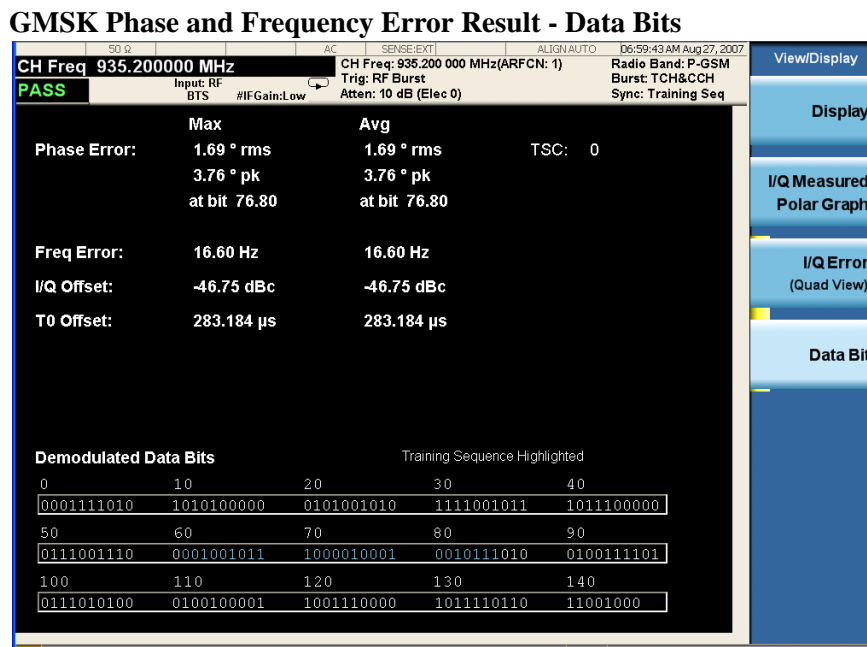 GMSK Phase and Frequency Error Result - Data Bits
50 Ω AC SENSE:EXT ALIGN AUTO 06:59:43 AM Aug 27, 2007
CH Freq 935.200000 MHz CH Freq: 935.200 000 MHz(ARFCN: 1) Radio Band: P-GSM
PASS Input: RF Trig: RF Burst Burst: TCH&CCH
BTS #IFGain:Low Atten: 10 dB (Elec 0) Sync: Training Seq
View/Display
Display
I/Q Measured
Polar Graph
I/Q Error
(Quad View)
Data Bit
Max Avg
Phase Error: 1.69 ° rms 1.69 ° rms TSC: 0
3.76 ° pk 3.76 ° pk
at bit 76.80 at bit 76.80
Freq Error: 16.60 Hz 16.60 Hz
I/Q Offset: -46.75 dBc -46.75 dBc
T0 Offset: 283.184 µs 283.184 µs
Demodulated Data Bits Training Sequence Highlighted
0 10 20 30 40
0001111010 1010100000 0101001010 1111001011 1011100000
50 60 70 80 90
0111001110 0001001011 1000010001 0010111010 0100111101
100 110 120 130 140
0111010100 0100100001 1001110000 1011110110 11001000